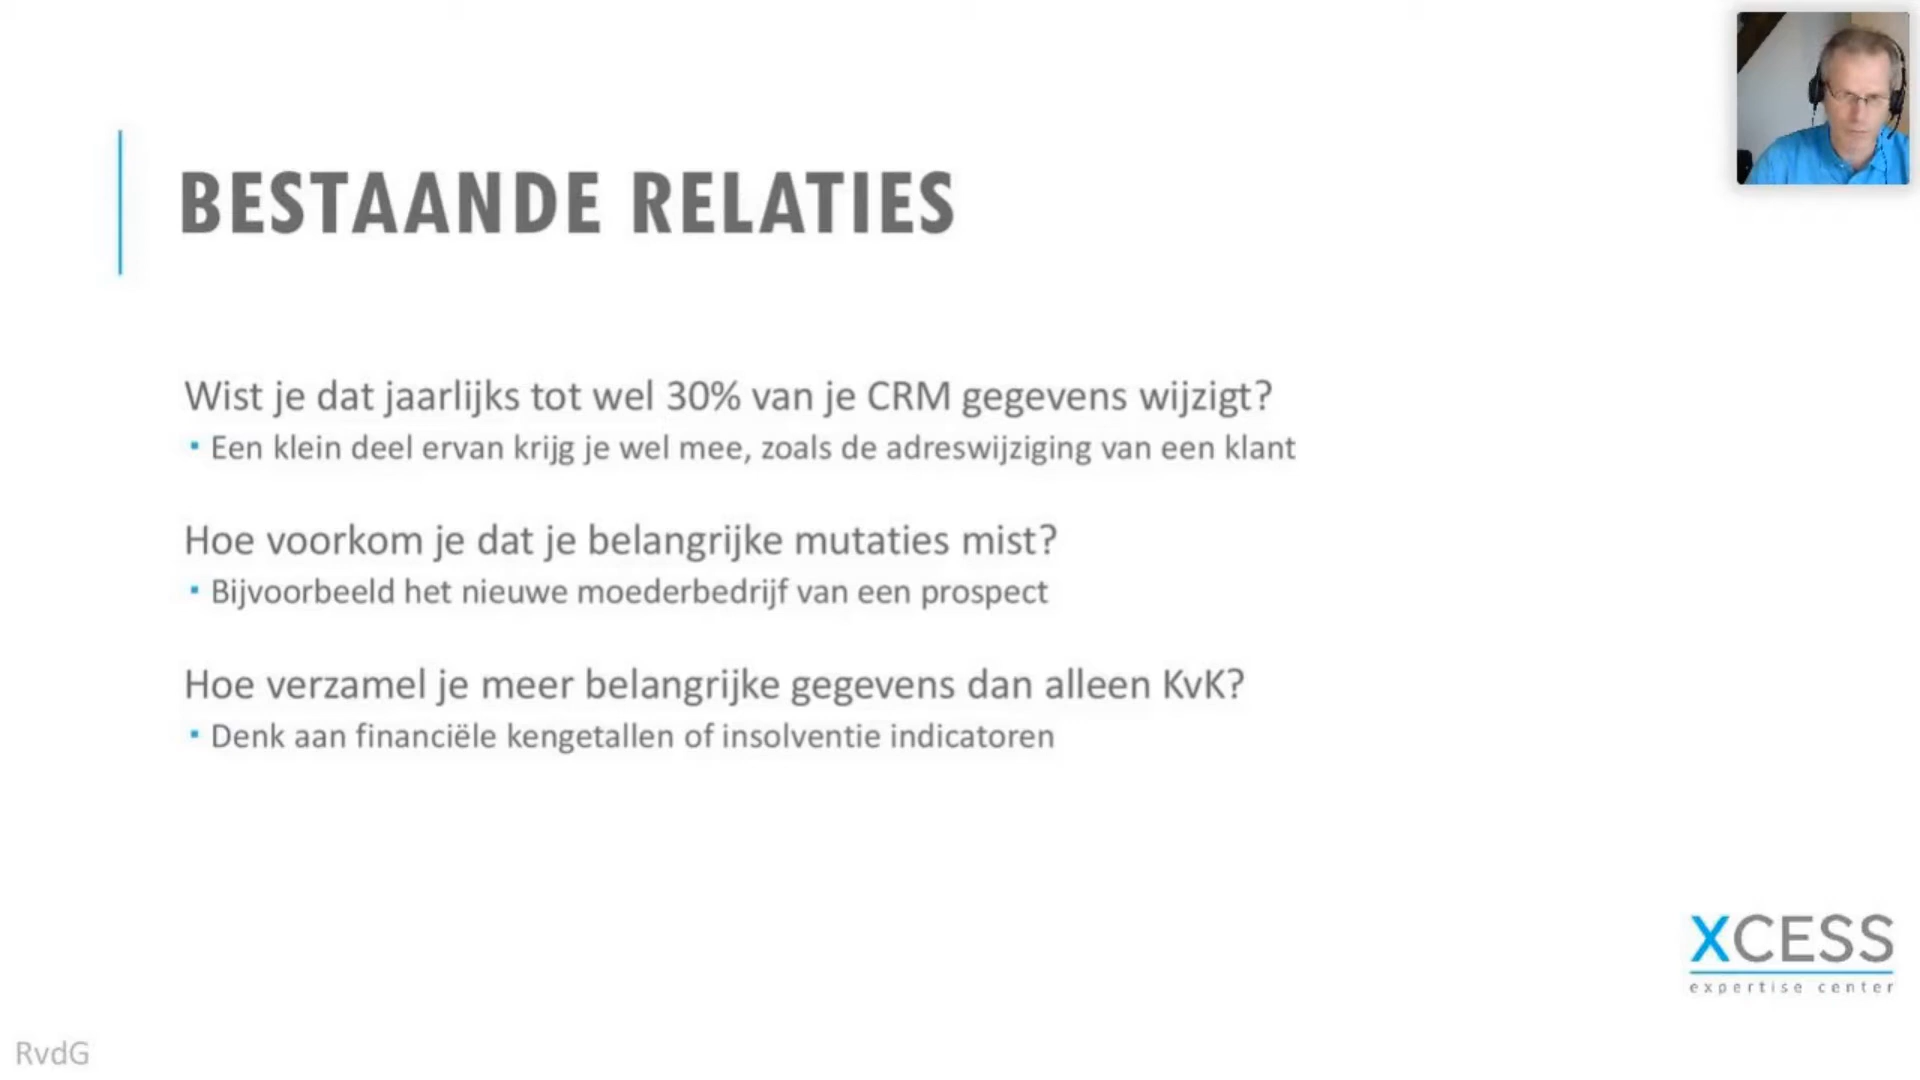 BESTAANDE RELATIES
Wist je dat jaarlijks tot wel 30% van je CRM gegevens wijzigt?
▪ Een klein deel ervan krijg je wel mee, zoals de adreswijziging van een klant
Hoe voorkom je dat je belangrijke mutaties mist?
▪ Bijvoorbeeld het nieuwe moederbedrijf van een prospect
Hoe verzamel je meer belangrijke gegevens dan alleen KvK?
▪ Denk aan financiële kengetallen of insolventie indicatoren
XCESS
expertise center
RvdG